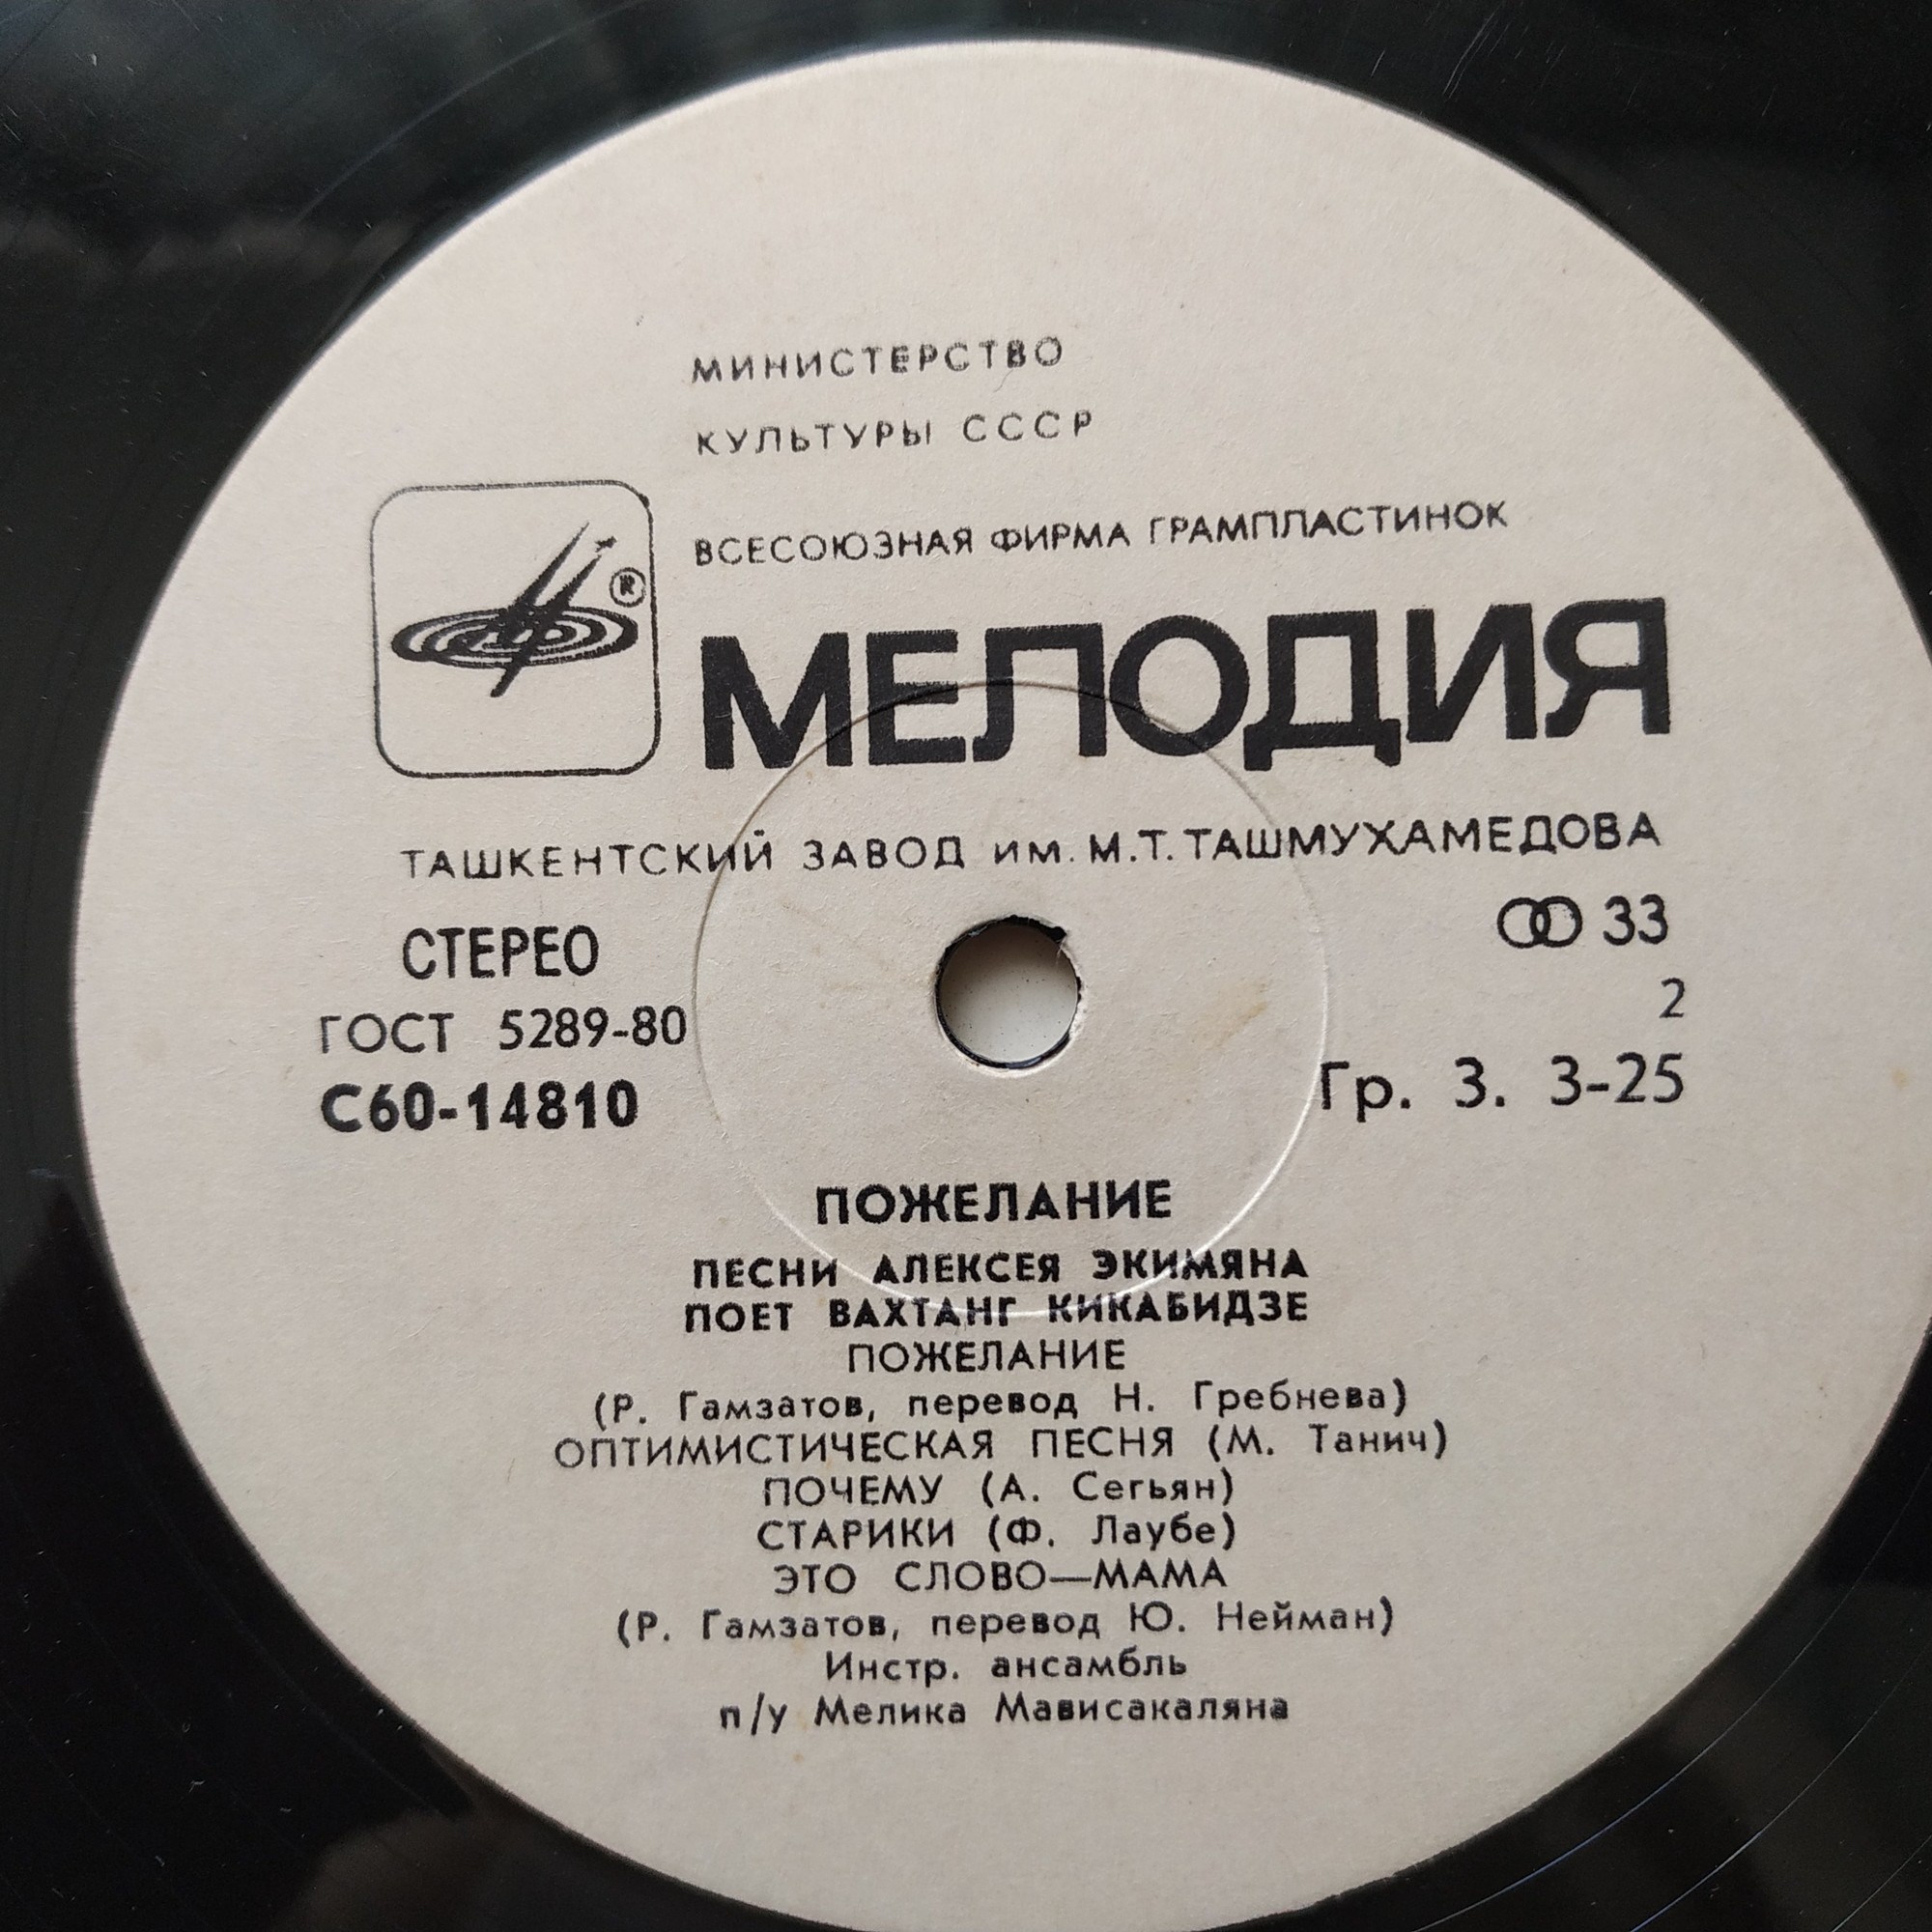 МИНИСТЕРСТВО
КУЛЬТУРЫ СССР
ВСЕСОЮЗНАЯ ФИРМА ГРАМПЛАСТИНОК
®
МЕЛОДИЯ
ТАШКЕНТСКИЙ ЗАВОД им. М.Т. ТАШМУХАМЕДОВА
СТЕРЕО 33
ГОСТ 5289-80 2
С60-14810 Гр. 3. 3-25
ПОЖЕЛАНИЕ
ПЕСНИ АЛЕКСЕЯ ЭКИМЯНА
ПОЕТ ВАХТАНГ КИКАБИДЗЕ
ПОЖЕЛАНИЕ
(Р. Гамзатов, перевод Н. Гребнева)
ОПТИМИСТИЧЕСКАЯ ПЕСНЯ (М. Танич)
ПОЧЕМУ (А. Сегьян)
СТАРИКИ (Ф. Лаубе)
ЭТО СЛОВО—МАМА
(Р. Гамзатов, перевод Ю. Нейман)
Инстр. ансамбль
п/у Мелика Мависакаляна